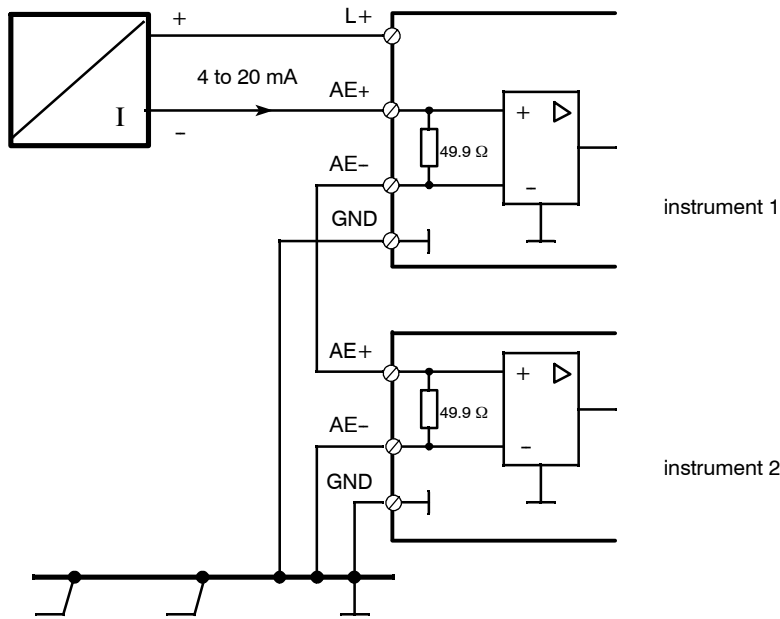 + L+
4 to 20 mA AE+
I
–
+
49.9 Ω
AE–
–
instrument 1
GND
AE+
+
49.9 Ω
AE–
–
instrument 2
GND